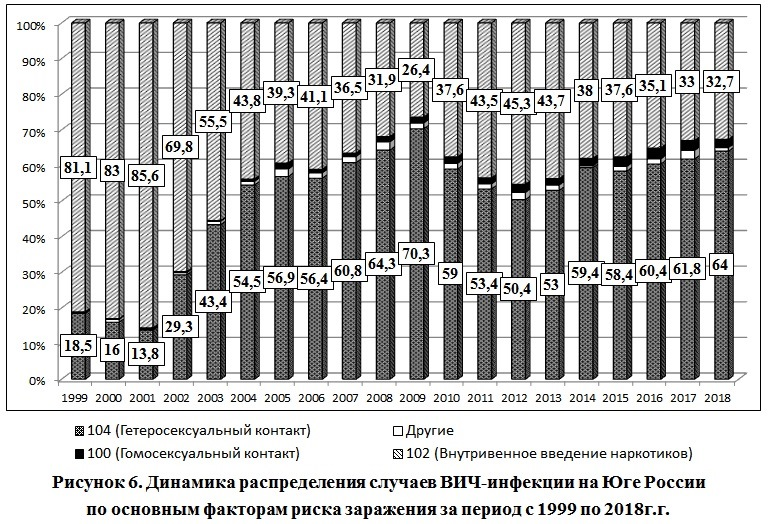 100%
90%
80%
70%
60%
50%
40%
30%
20%
10%
0%
81,1 83 85,6 69,8 55,5 43,8 39,3 41,1 36,5 31,9 26,4 37,6 43,5 45,3 43,7 38 37,6 35,1 33 32,7
18,5 16 13,8 29,3 43,4 54,5 56,9 56,4 60,8 64,3 70,3 59 53,4 50,4 53 59,4 58,4 60,4 61,8 64
1999 2000 2001 2002 2003 2004 2005 2006 2007 2008 2009 2010 2011 2012 2013 2014 2015 2016 2017 2018
104 (Гетеросексуальный контакт) Другие
100 (Гомосексуальный контакт) 102 (Внутривенное введение наркотиков)
Рисунок 6. Динамика распределения случаев ВИЧ-инфекции на Юге России
по основным факторам риска заражения за период с 1999 по 2018г.г.